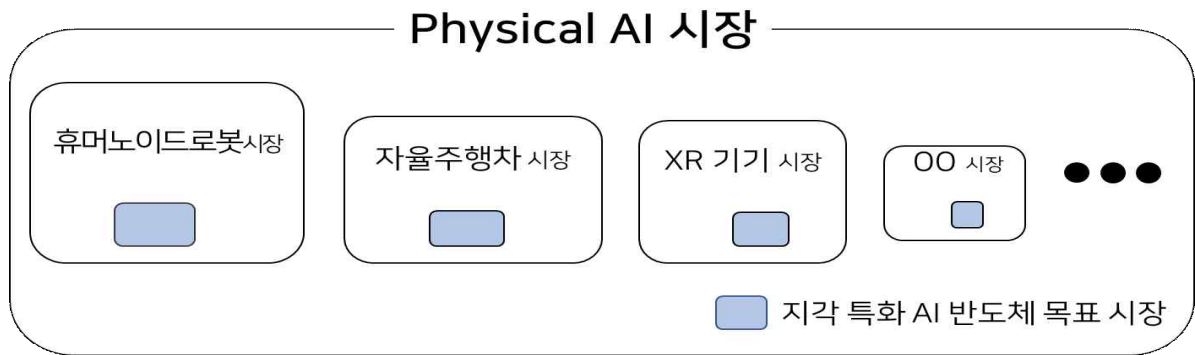 Physical AI 시장
휴머노이드로봇시장
자율주행차 시장
XR 기기 시장
OO 시장
지각 특화 AI 반도체 목표 시장